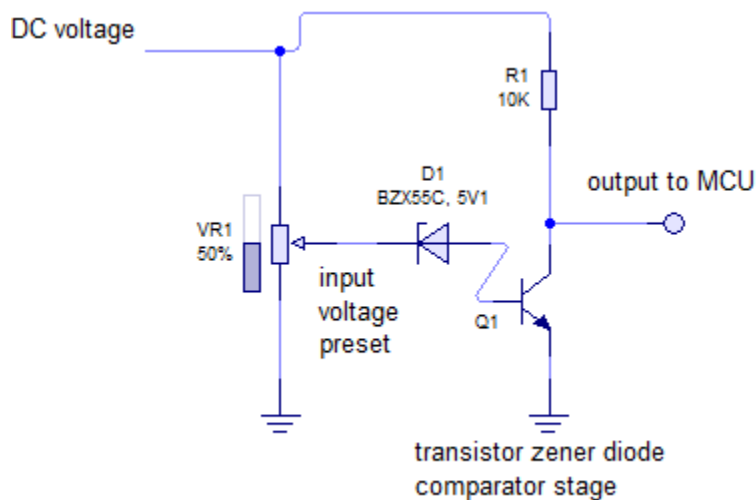 DC voltage
R1
10K
D1
BZX55C, 5V1
output to MCU
VR1
50%
input
voltage
preset
Q1
transistor zener diode
comparator stage